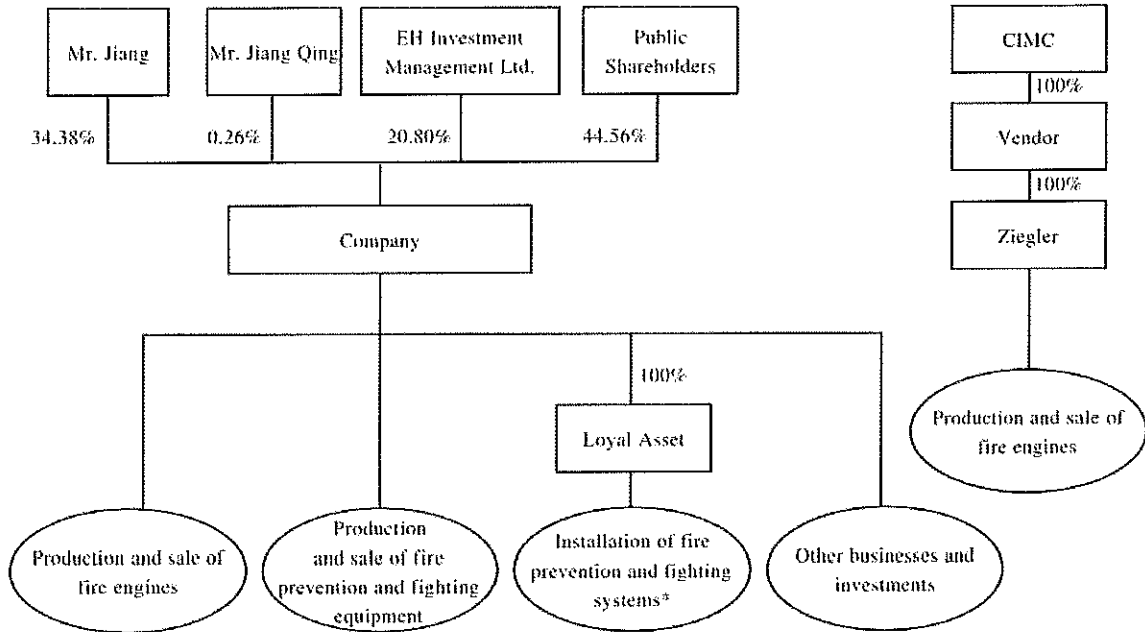 Mr. Jiang
Mr. Jiang Qing
EH Investment
Management Ltd.
Public
Shareholders
34.38%
0.26%
20.80%
44.56%
Company
100%
Loyal Asset
Production and sale of
fire engines
Production
and sale of fire
prevention and fighting
equipment
Installation of fire
prevention and fighting
systems*
Other businesses and
investments
CIMC
100%
Vendor
100%
Ziegler
Production and sale of
fire engines